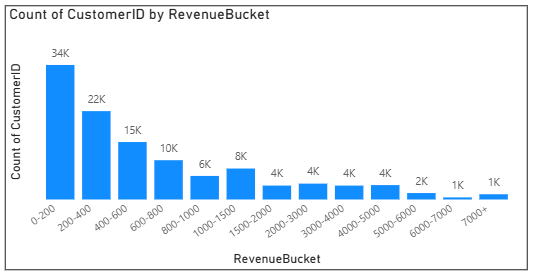 Count of CustomerID by RevenueBucket
Count of CustomerID
34K
22K
15K
10K
6K
8K
4K
4K
4K
4K
2K
1K
1K
0-200
200-400
400-600
600-800
800-1000
1000-1500
1500-2000
2000-3000
3000-4000
4000-5000
5000-6000
6000-7000
7000+
RevenueBucket